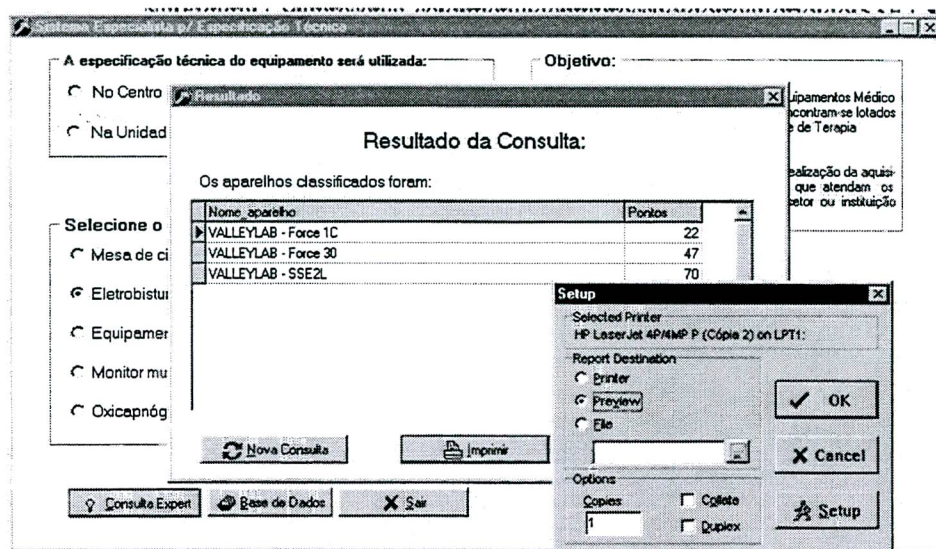 Sistema Especialista p/ Especificação Técnica
A especificação técnica do equipamento será utilizada:
No Centro
Na Unidad
Objetivo:
uipamentos Médico
ncontram-se lotados
e de Terapia
ealização da aquisi-
que atendam os
setor ou instituição
Selecione o
Mesa de ci
Eletrobistur
Equipamer
Monitor mu
Oxicapnóg
Consulta Expert
Base de Dados
Sair
Resultado
Resultado da Consulta:
Os aparelhos classificados foram:
Nome_aparelho Pontos
VALLEYLAB - Force 1C 22
VALLEYLAB - Force 30 47
VALLEYLAB - SSE2L 70
Nova Consulta
Imprimir
Setup
Selected Printer
HP LaserJet 4P/4MP P (Cópia 2) on LPT1:
Report Destination
Printer
Preview
File
OK
Cancel
Setup
Options
Copies
1
Collate
Duplex